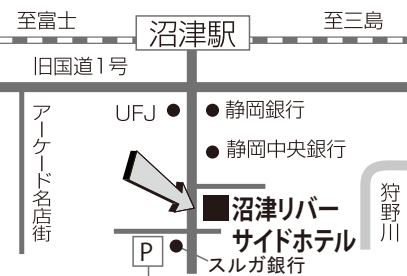 至富士
沼津駅
至三島
旧国道1号
アーケード名店街
UFJ
静岡銀行
静岡中央銀行
沼津リバー
サイドホテル
狩野川
P
スルガ銀行